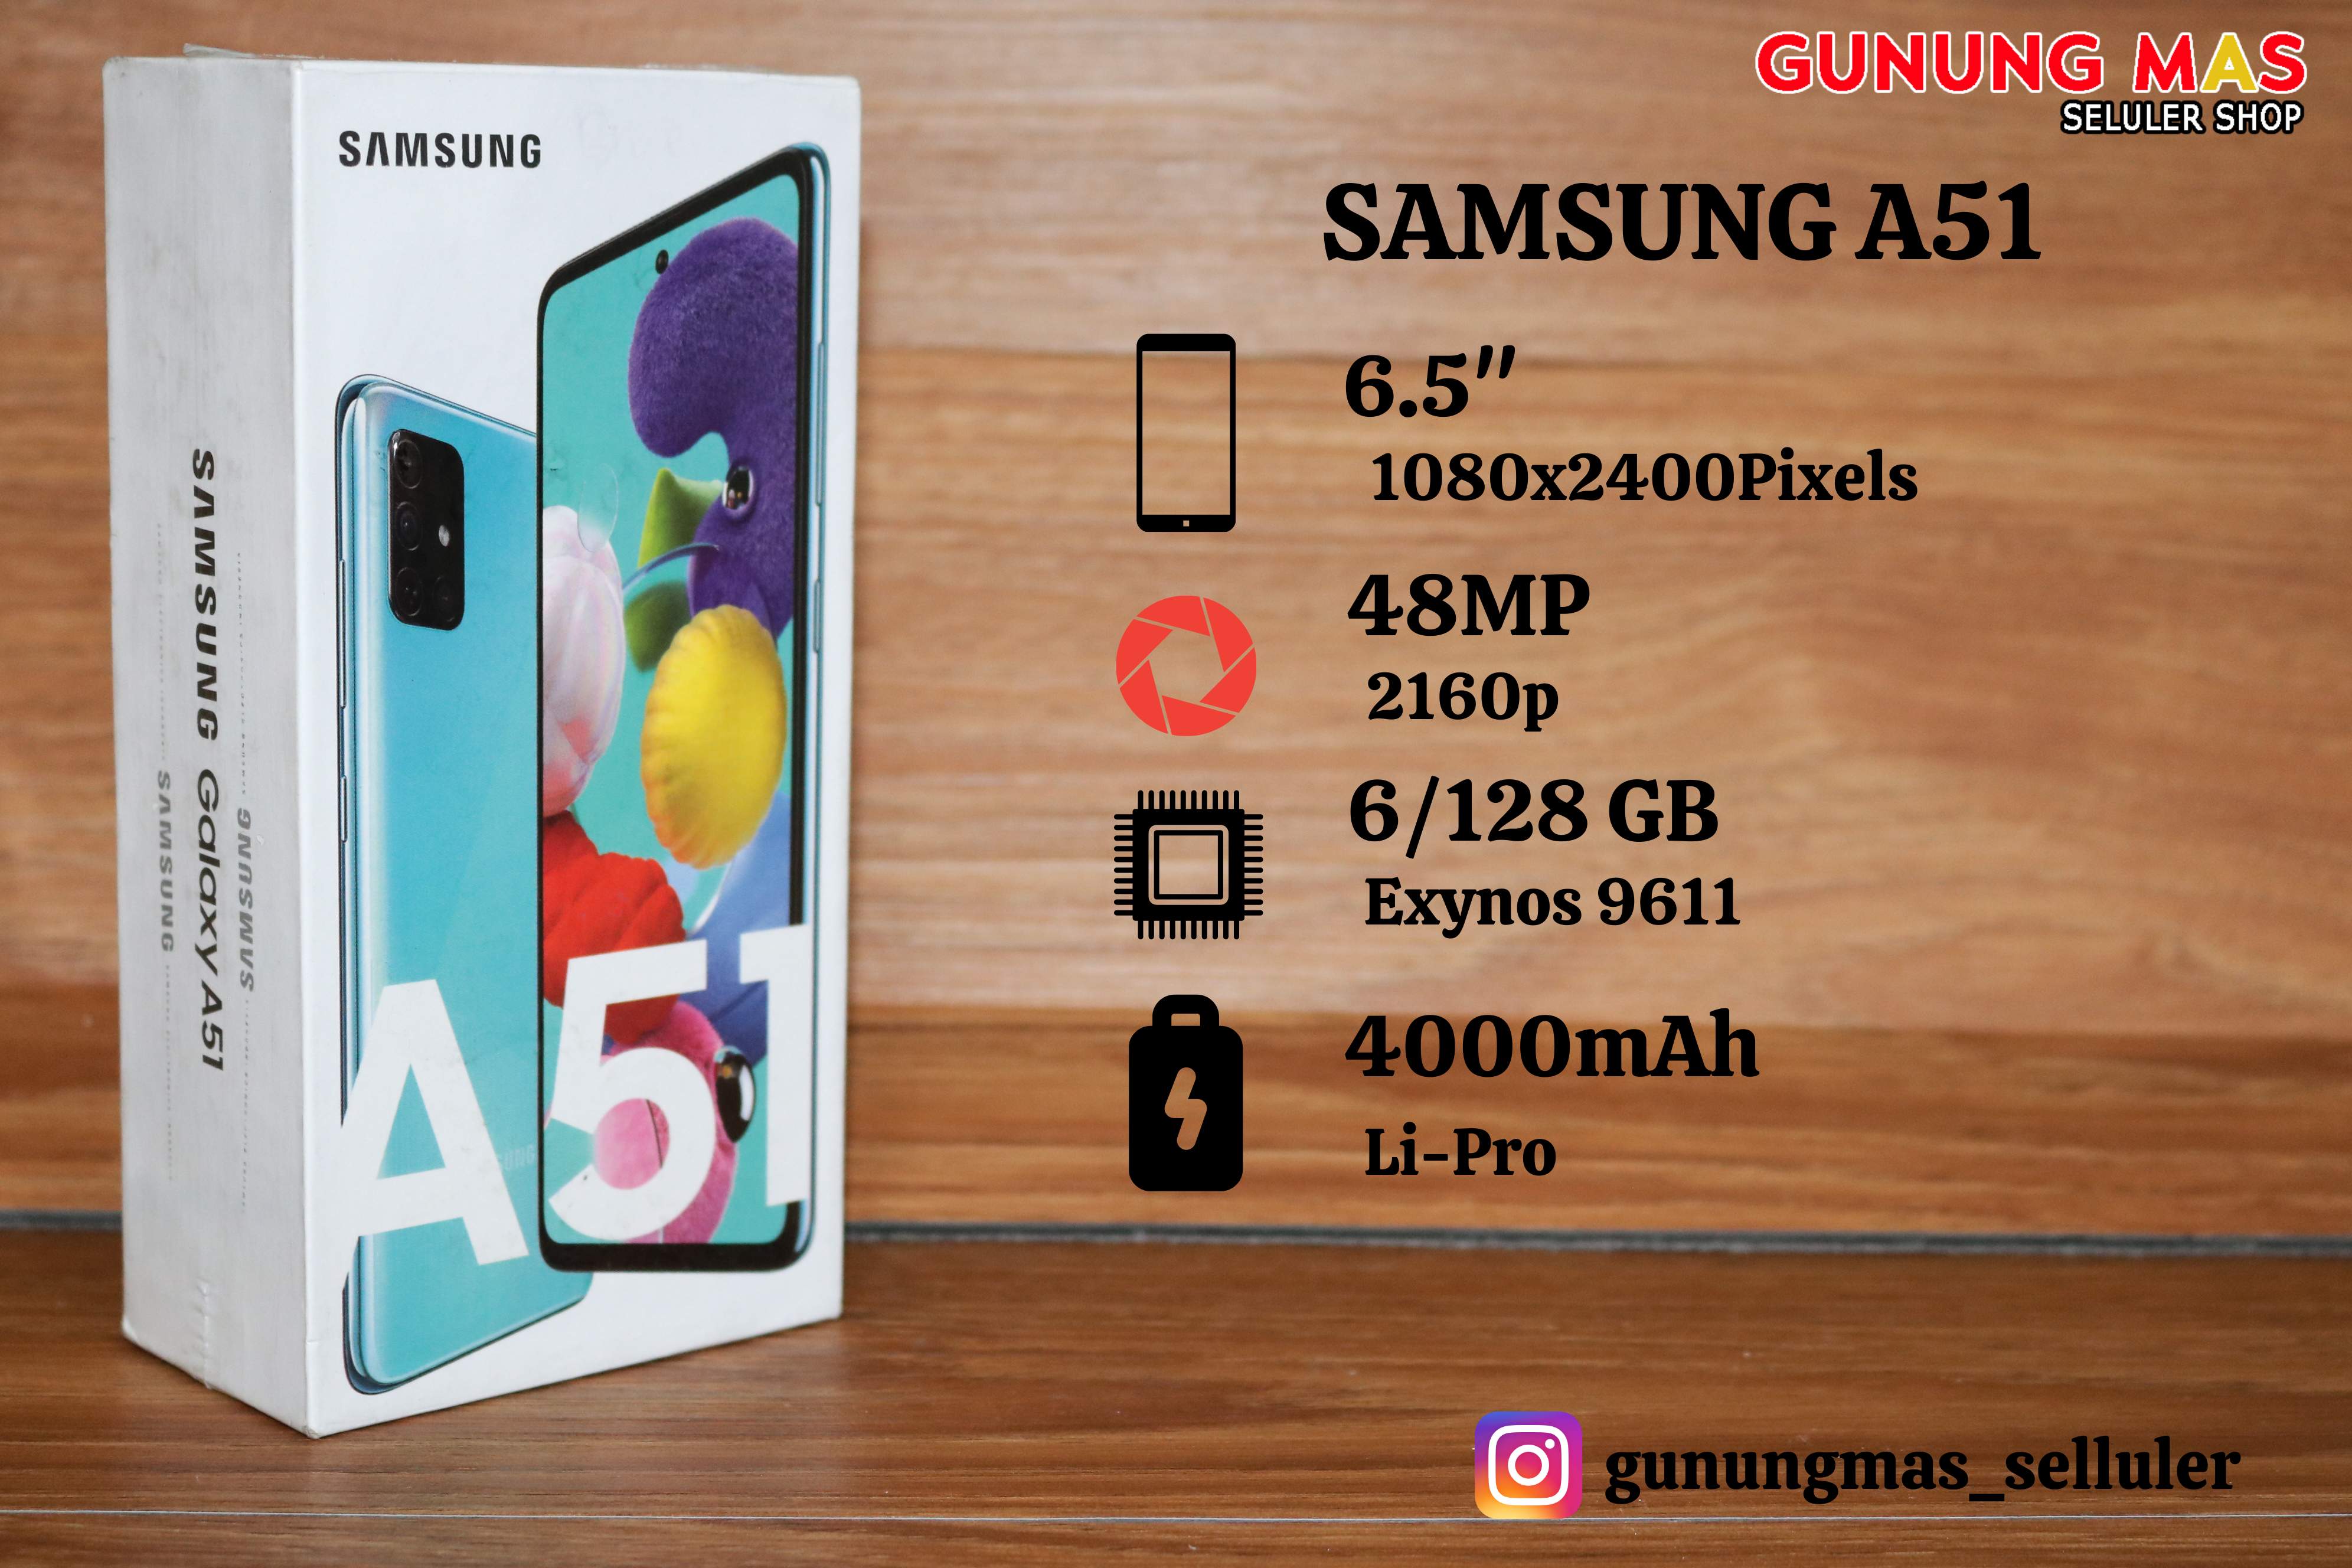 GUNUNG MAS
SELULER SHOP
SAMSUNG
SAMSUNG A51
6.5"
1080x2400Pixels
48MP
2160p
6/128 GB
Exynos 9611
4000mAh
Li-Pro
A51
SAMSUNG Galaxy A51
SAMSUNG
SAMSUNG
gunungmas_selluler